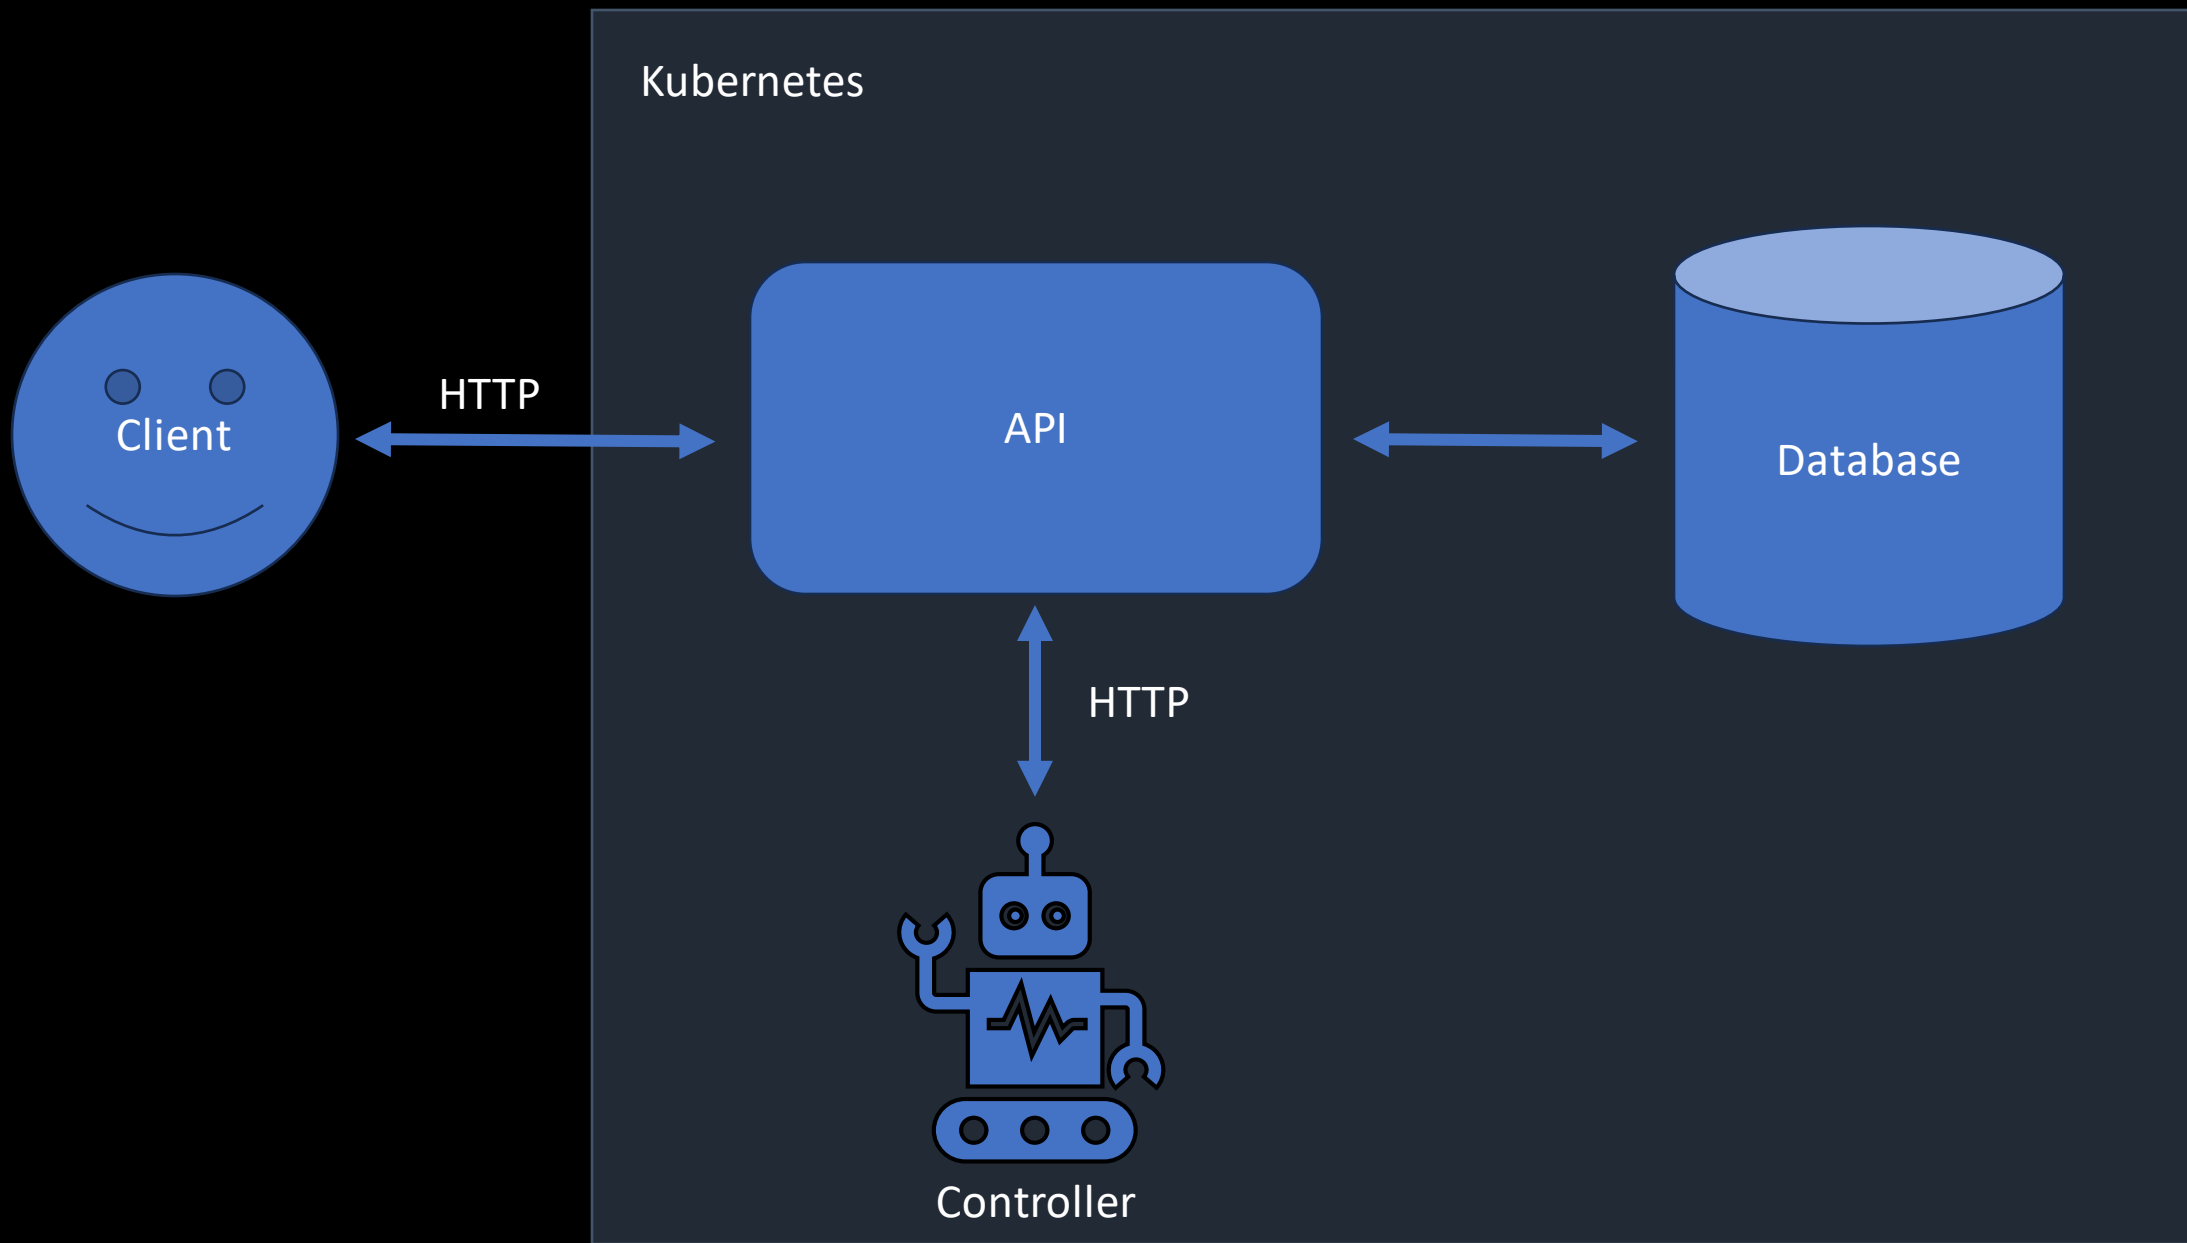 Kubernetes
Client
HTTP
API
Database
HTTP
Controller